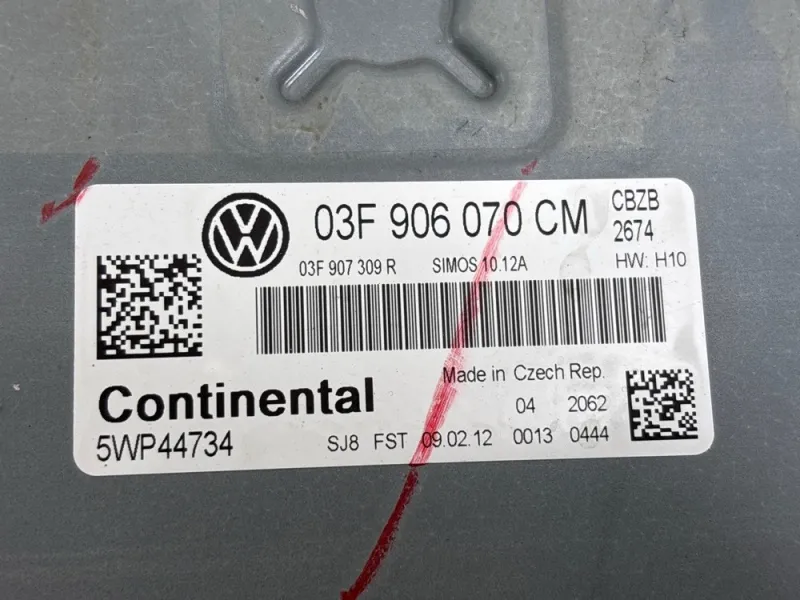 03F 906 070 CM
CBZB
2674
03F 907 309 R SIMOS 10.12A HW: H10
Made in Czech Rep.
Continental
04 2062
5WP44734
SJ8 FST 09.02.12 0013 0444